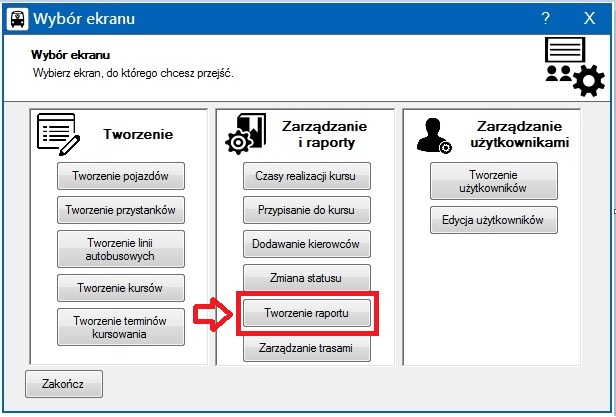 Wybór ekranu
? X
Wybór ekranu
Wybierz ekran, do którego chcesz przejść.
Tworzenie
Tworzenie pojazdów
Tworzenie przystanków
Tworzenie linii
autobusowych
Tworzenie kursów
Tworzenie terminów
kursowania
Zarządzanie
i raporty
Czasy realizacji kursu
Przypisanie do kursu
Dodawanie kierowców
Zmiana statusu
Tworzenie raportu
Zarządzanie trasami
Zarządzanie
użytkownikami
Tworzenie
użytkowników
Edycja użytkowników
Zakończ